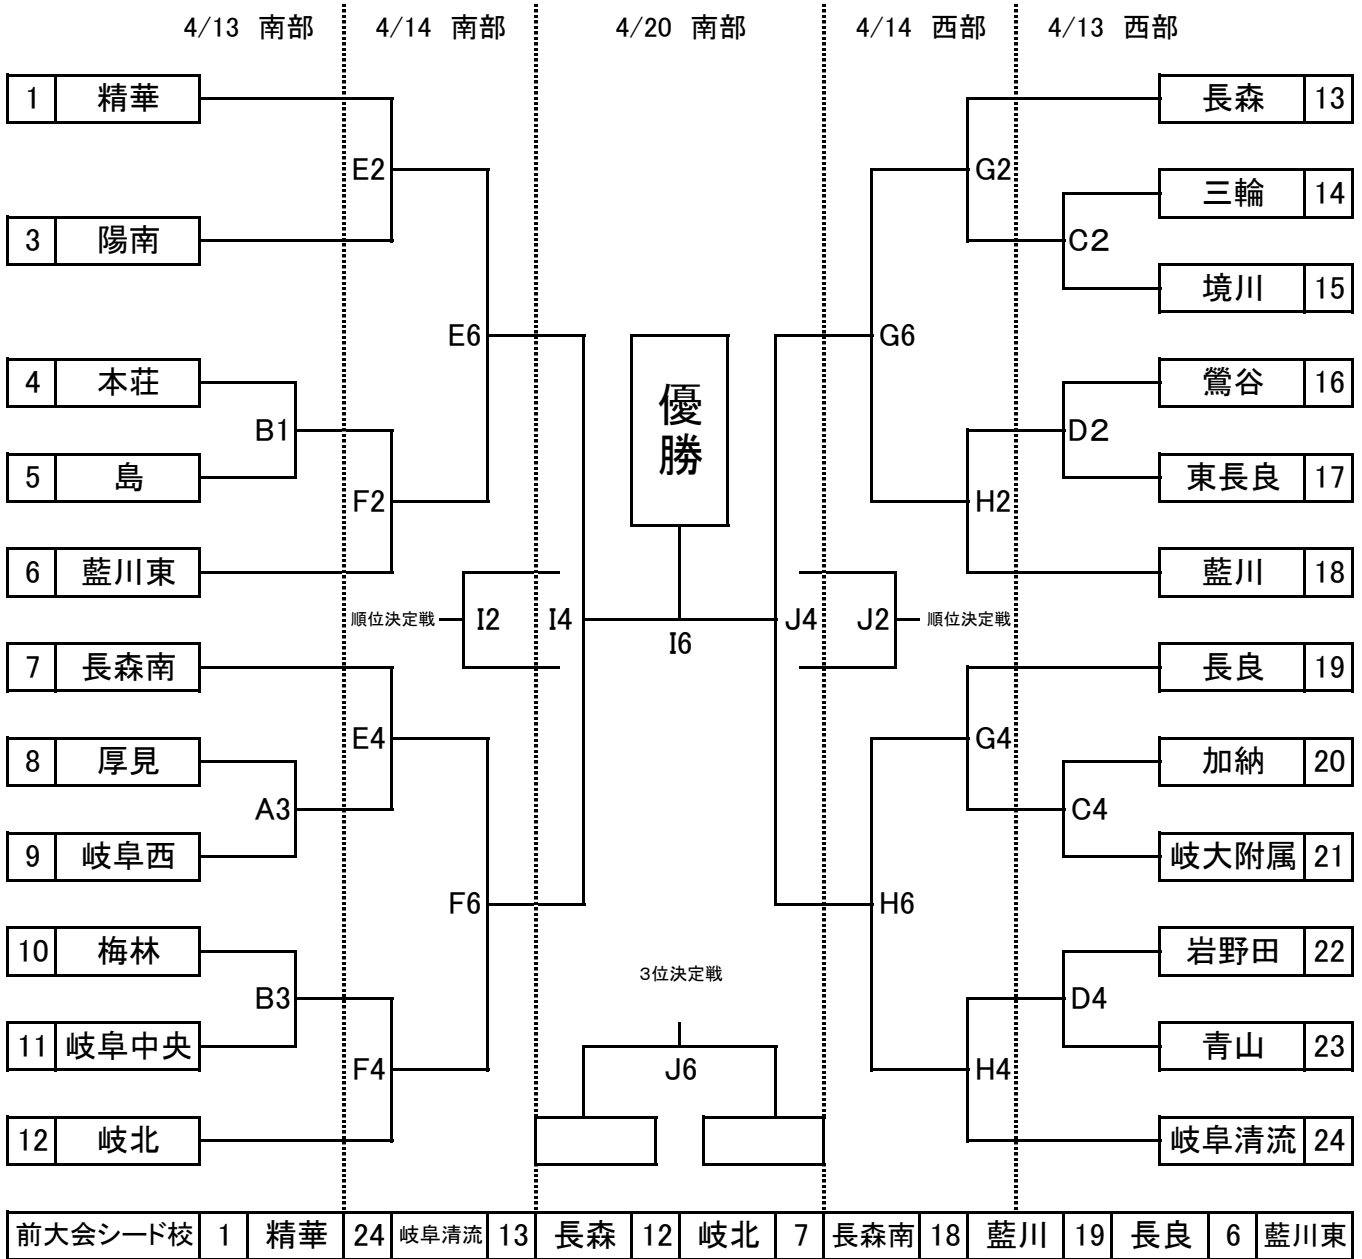 4/13 南部 4/14 南部 4/20 南部 4/14 西部 4/13 西部
1 精華 長森 13
E2 G2
三輪 14
3 陽南 C2
境川 15
E6 G6
4 本荘 優勝 鶯谷 16
B1 D2
5 島 東長良 17
F2 H2
6 藍川東 藍川 18
順位決定戦 I2 I4 I6 J4 J2 順位決定戦
7 長森南 長良 19
E4 G4
8 厚見 加納 20
A3 C4
9 岐阜西 岐大附属 21
F6 H6
10 梅林 岩野田 22
3位決定戦
B3 D4
11 岐阜中央 青山 23
F4 J6 H4
12 岐北 岐阜清流 24
前大会シード校 1 精華 24 岐阜清流 13 長森 12 岐北 7 長森南 18 藍川 19 長良 6 藍川東